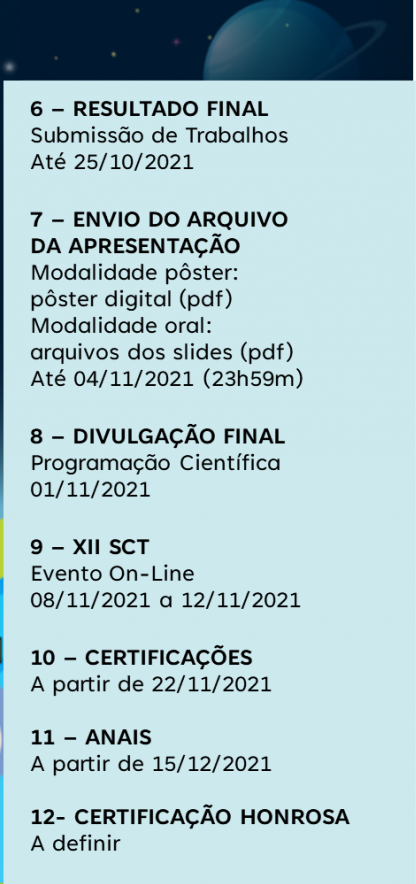 6 – RESULTADO FINAL
Submissão de Trabalhos
Até 25/10/2021
7 – ENVIO DO ARQUIVO
DA APRESENTAÇÃO
Modalidade pôster:
pôster digital (pdf)
Modalidade oral:
arquivos dos slides (pdf)
Até 04/11/2021 (23h59m)
8 – DIVULGAÇÃO FINAL
Programação Científica
01/11/2021
9 – XII SCT
Evento On-Line
08/11/2021 a 12/11/2021
10 – CERTIFICAÇÕES
A partir de 22/11/2021
11 – ANAIS
A partir de 15/12/2021
12- CERTIFICAÇÃO HONROSA
A definir